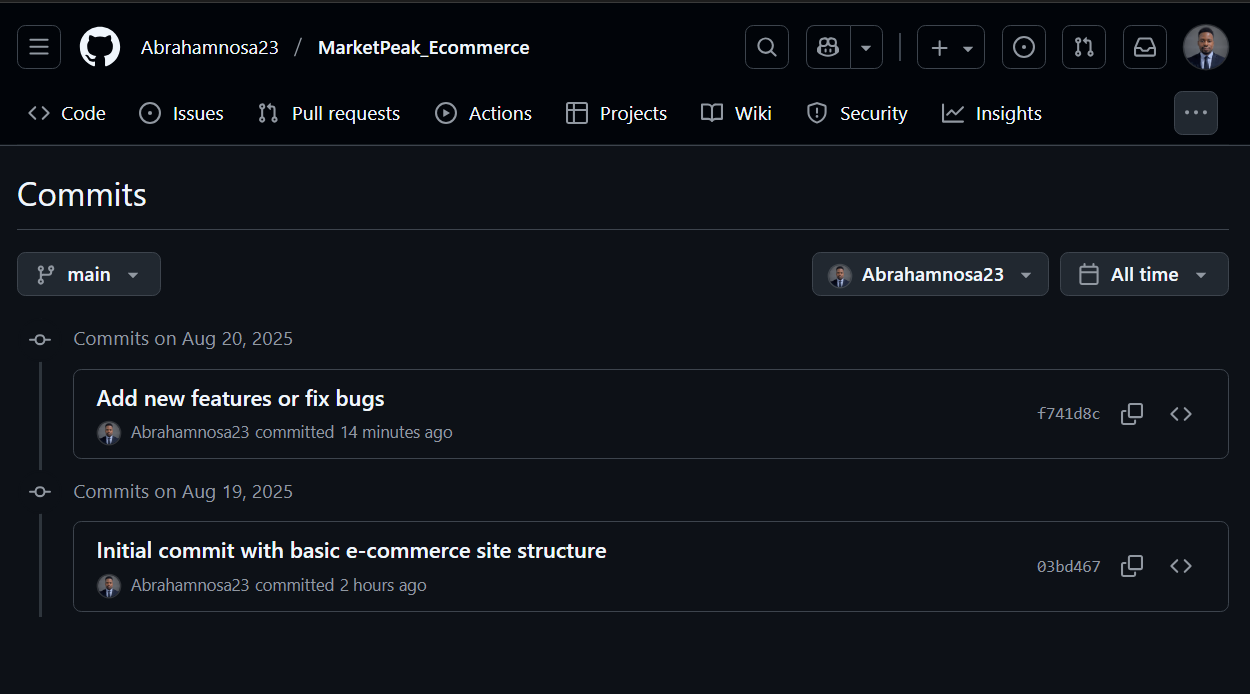 Abrahamnosa23 / MarketPeak_Ecommerce
Code Issues Pull requests Actions Projects Wiki Security Insights
Commits
main Abrahamnosa23 All time
Commits on Aug 20, 2025
Add new features or fix bugs
Abrahamnosa23 committed 14 minutes ago
f741d8c
Commits on Aug 19, 2025
Initial commit with basic e-commerce site structure
Abrahamnosa23 committed 2 hours ago
03bd467